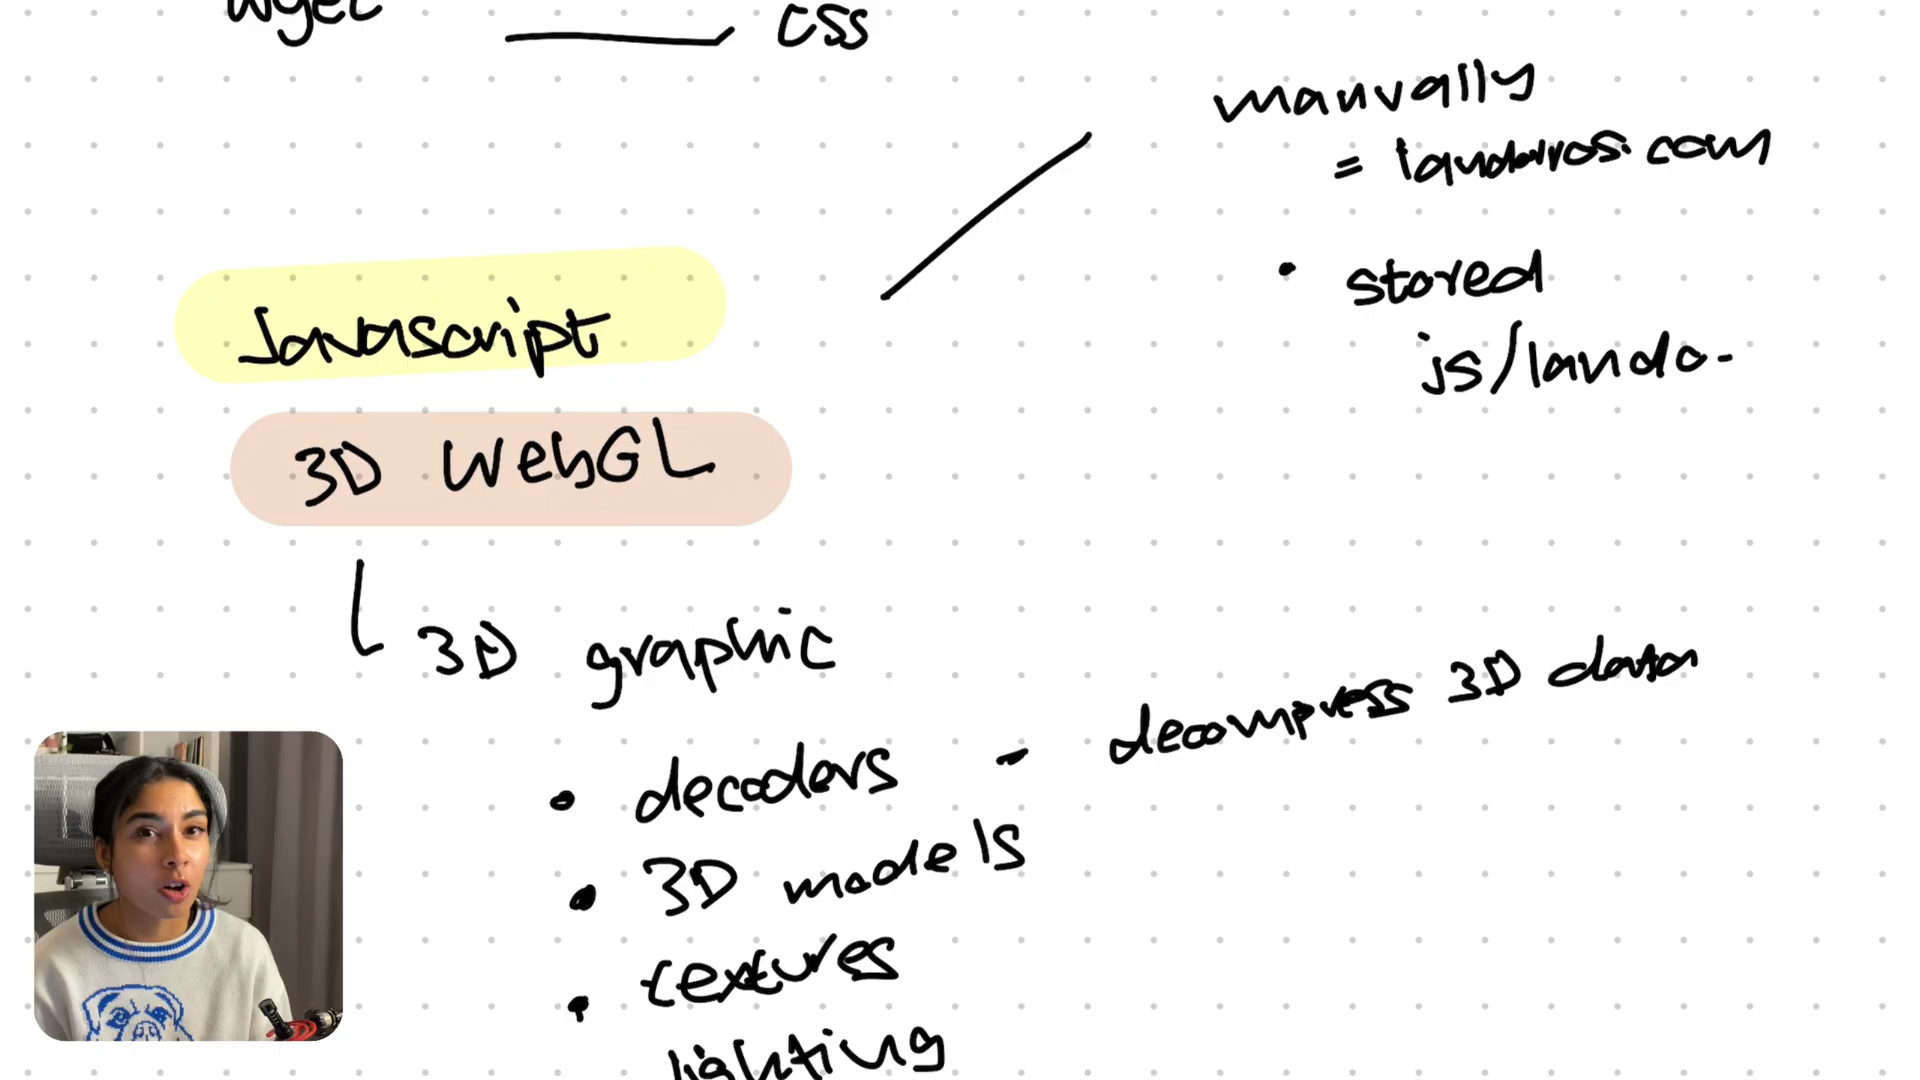 css
manually
= landorros.com
• stored
js/lando-
Javascript
3D WebGL
3D graphic
• decoders - decompress 3D data
• 3D models
• textures
lighting